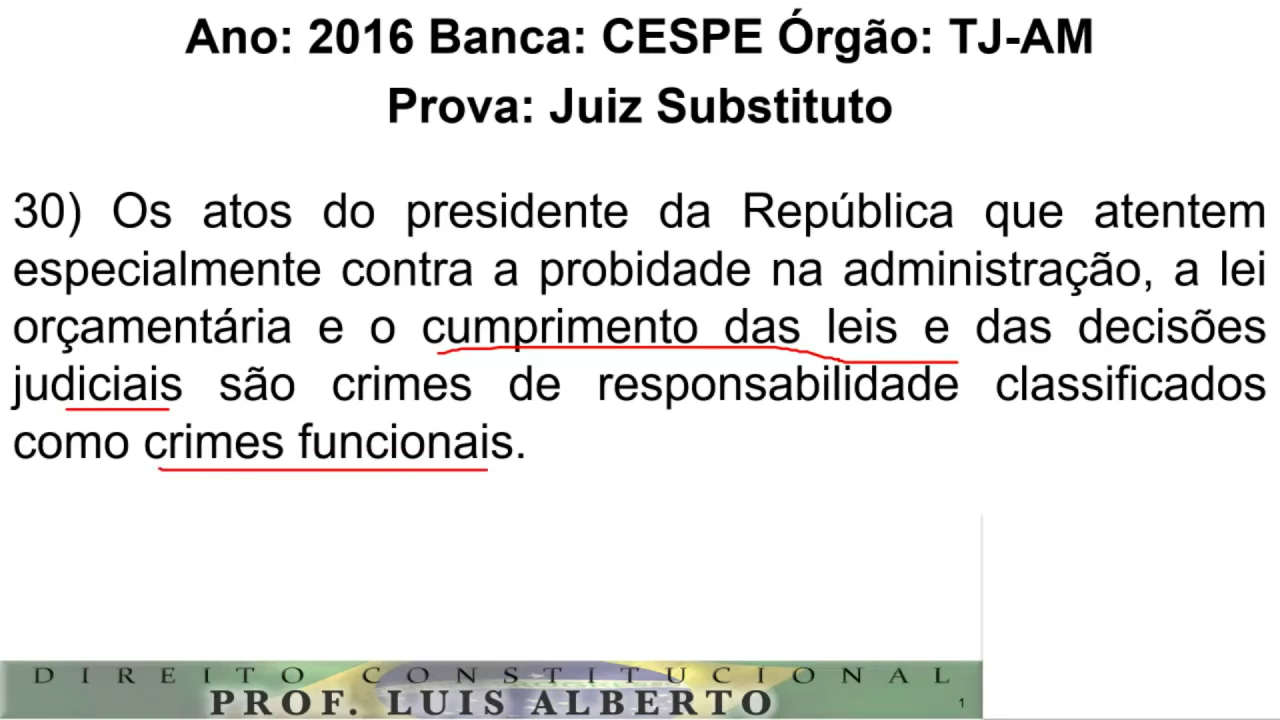 Ano: 2016 Banca: CESPE Órgão: TJ-AM
Prova: Juiz Substituto
30) Os atos do presidente da República que atentem
especialmente contra a probidade na administração, a lei
orçamentária e o cumprimento das leis e das decisões
judiciais são crimes de responsabilidade classificados
como crimes funcionais.
DIREITO CONSTITUCIONAL
PROF. LUIS ALBERTO
1